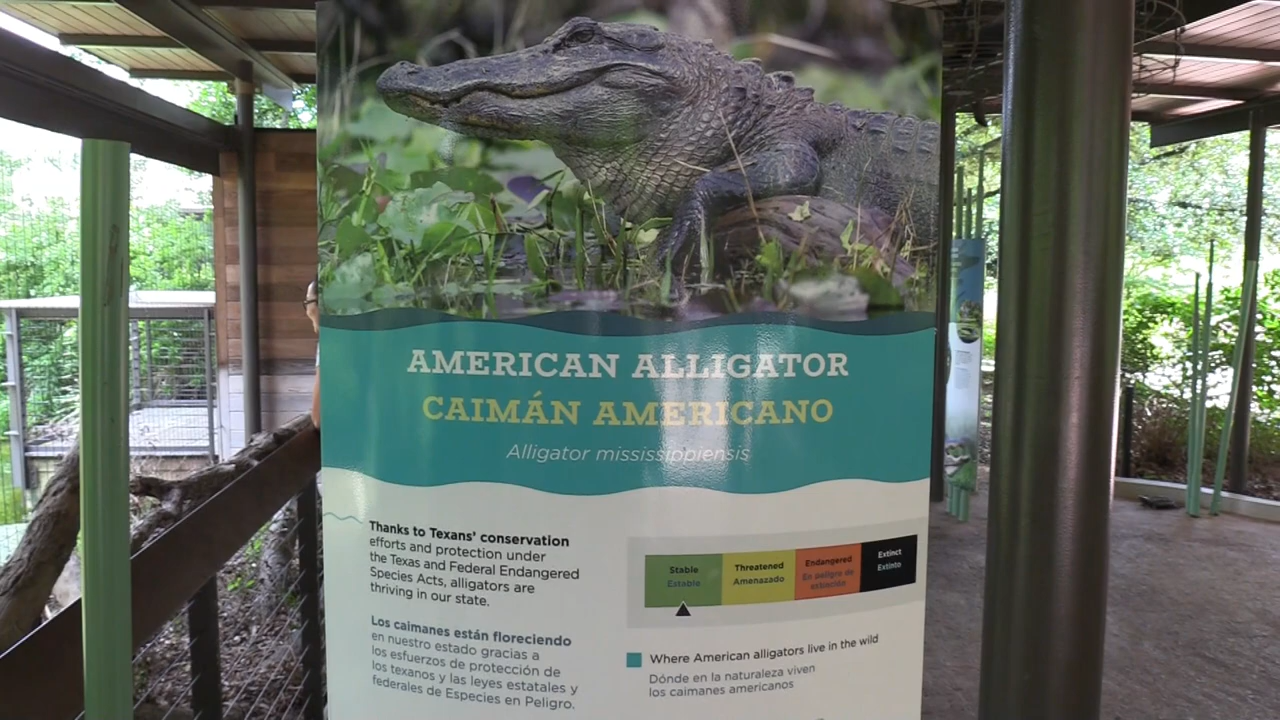 AMERICAN ALLIGATOR
CAIMÁN AMERICANO
Alligator mississippiensis
Thanks to Texans' conservation
efforts and protection under
the Texas and Federal Endangered
Species Acts, alligators are
thriving in our state.
Los caimanes están floreciendo
en nuestro estado gracias a
los esfuerzos de protección de
los texanos y las leyes estatales y
federales de Especies en Peligro.
Stable
Estable
Threatened
Amenazado
Endangered
En peligro de
extinción
Extinct
Extinto
Where American alligators live in the wild
Dónde en la naturaleza viven
los caimanes americanos